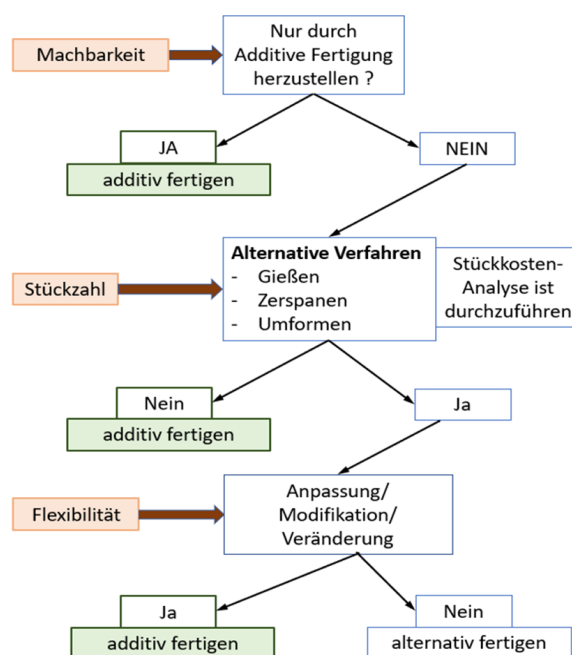 Machbarkeit
Nur durch
Additive Fertigung
herzustellen ?
JA
additiv fertigen
NEIN
Stückzahl
Alternative Verfahren
- Gießen
- Zerspanen
- Umformen
Stückkosten-
Analyse ist
durchzuführen
Nein
additiv fertigen
Ja
Flexibilität
Anpassung/
Modifikation/
Veränderung
Ja
additiv fertigen
Nein
alternativ fertigen